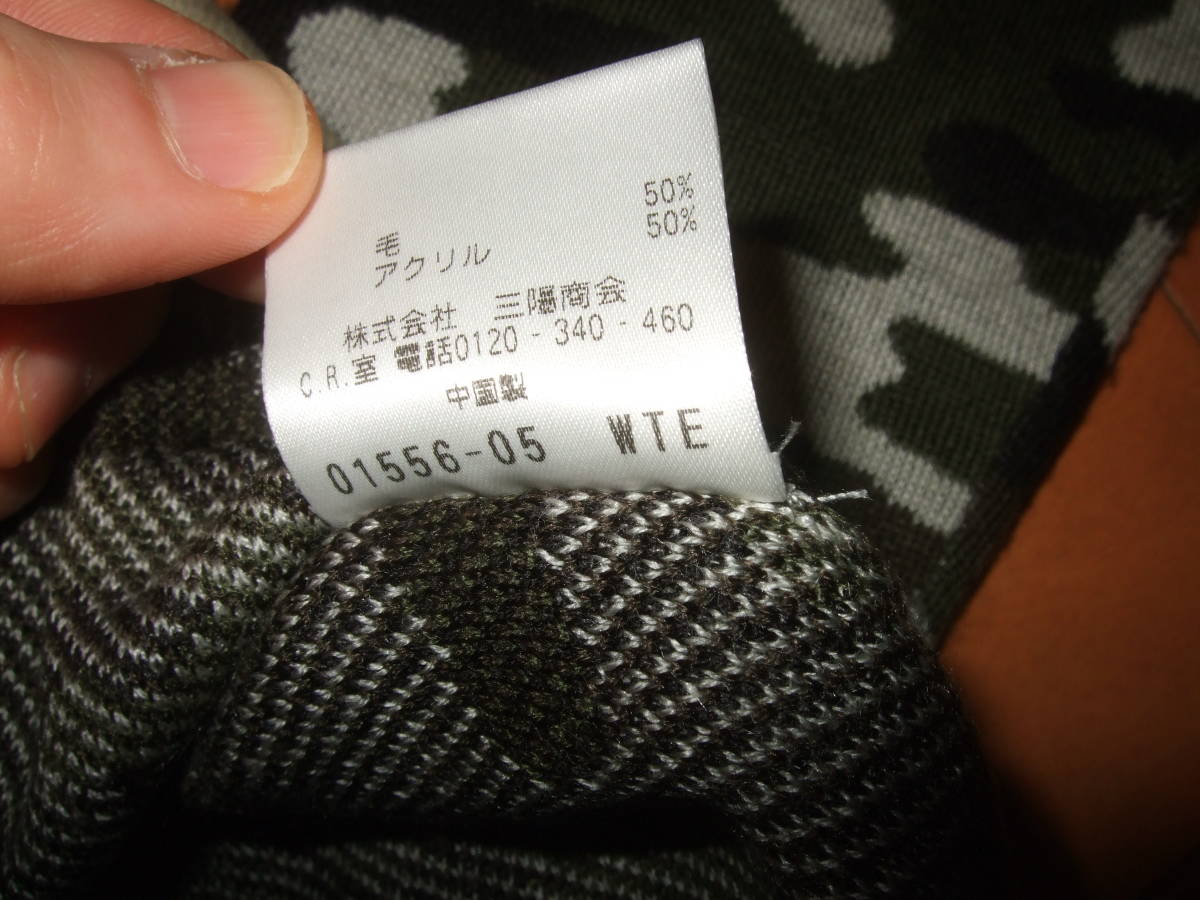 毛 50%
アクリル 50%
株式会社 三陽商会
C.R.室 電話0120-340-460
中国製
01556-05 WTE